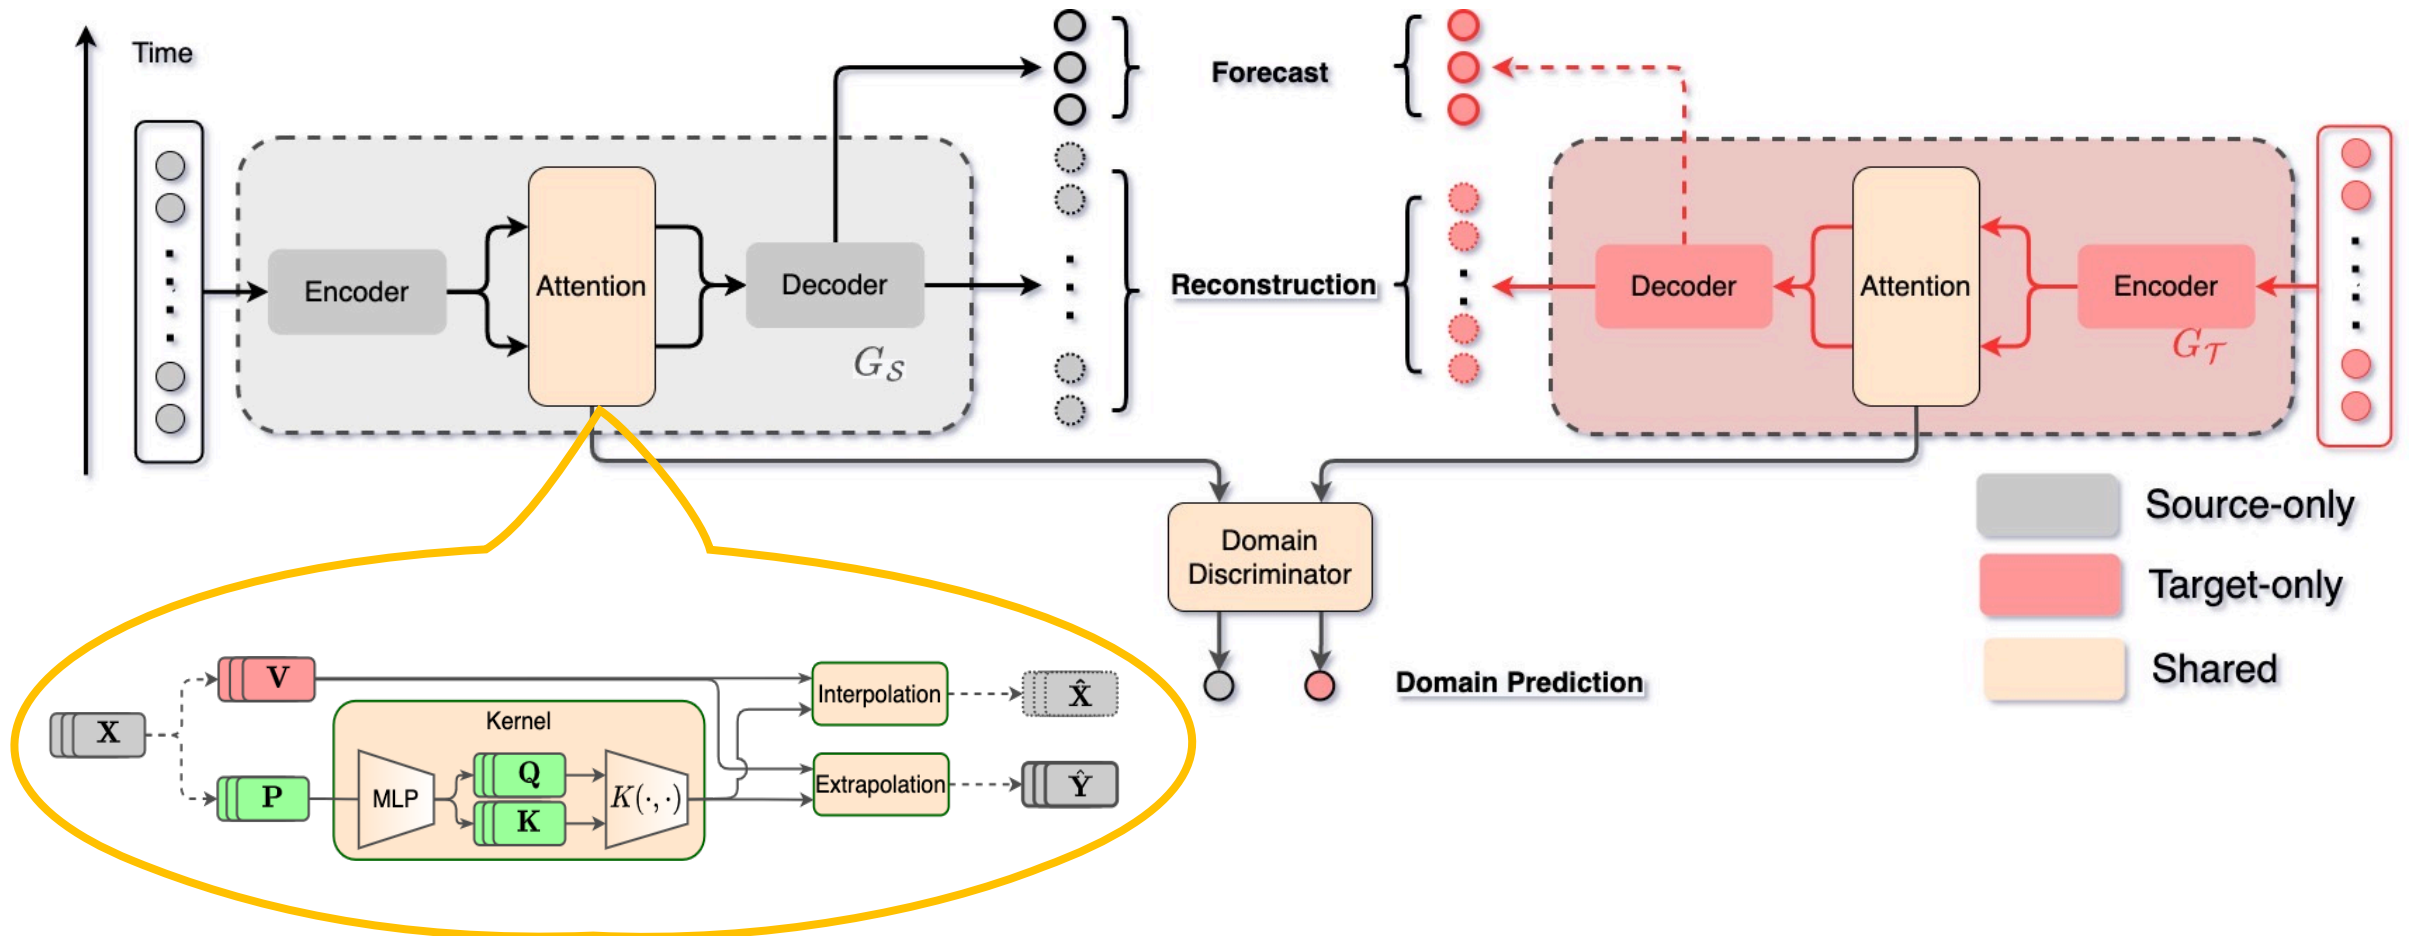 Time
Forecast
Encoder
Attention
Decoder
G_S
Reconstruction
Decoder
Attention
Encoder
G_T
Domain
Discriminator
Domain Prediction
Source-only
Target-only
Shared
X
V
P
Kernel
MLP
Q
K
K(·,·)
Interpolation
Extrapolation
X̂
Ŷ